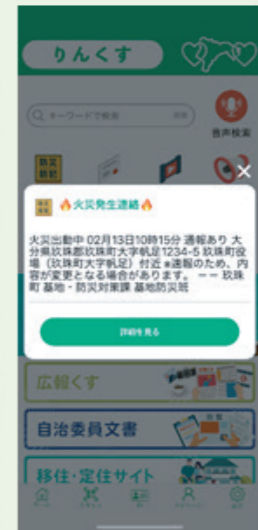 りんくす
キーワードで検索
検索
音声検索
防災
×
🔥火災発生連絡🔥
火災出動中 02月13日10時15分 通報あり 大
分県玖珠郡玖珠町大字帆足1234-5 玖珠町役
場（玖珠町大字帆足）付近 ※速報のため、内
容が変更となる場合があります。 ーー 玖珠
町 基地・防災対策課 基地防災班
詳細を見る
広報くす
自治委員文書
移住・定住サイト
ホーム